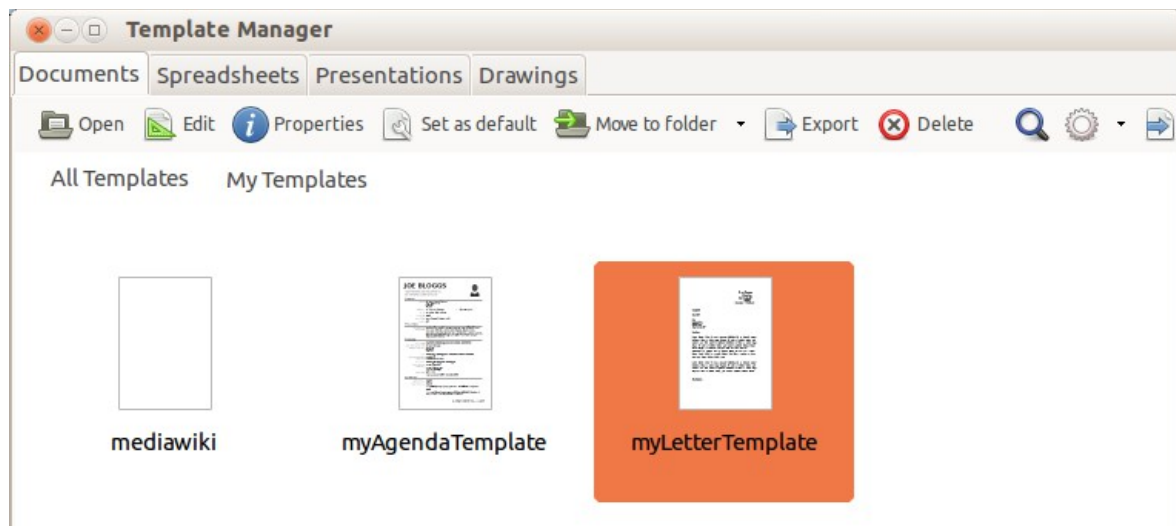 Template Manager
Documents Spreadsheets Presentations Drawings
Open Edit Properties Set as default Move to folder Export Delete
All Templates My Templates
JOE BLOGGS
mediawiki myAgendaTemplate myLetterTemplate